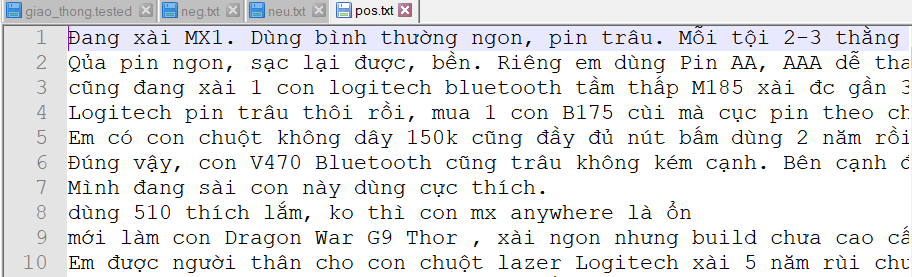 giao_thong.tested neg.txt neu.txt pos.txt
1 Đang xài MX1. Dùng bình thường ngon, pin trâu. Mỗi tội 2-3 thằng
2 Qủa pin ngon, sạc lại được, bền. Riêng em dùng Pin AA, AAA dễ tha
3 cũng đang xài 1 con logitech bluetooth tầm thấp M185 xài đc gần 3
4 Logitech pin trâu thôi rồi, mua 1 con B175 cùi mà cục pin theo ch
5 Em có con chuột không dây 150k cũng đầy đủ nút bấm dùng 2 năm rồi
6 Đúng vậy, con V470 Bluetooth cũng trâu không kém cạnh. Bên cạnh đ
7 Mình đang sài con này dùng cực thích.
8 dùng 510 thích lắm, ko thì con mx anywhere là ổn
9 mới làm con Dragon War G9 Thor , xài ngon nhưng build chưa cao cấ
10 Em được người thân cho con chuột lazer Logitech xài 5 năm rùi chư